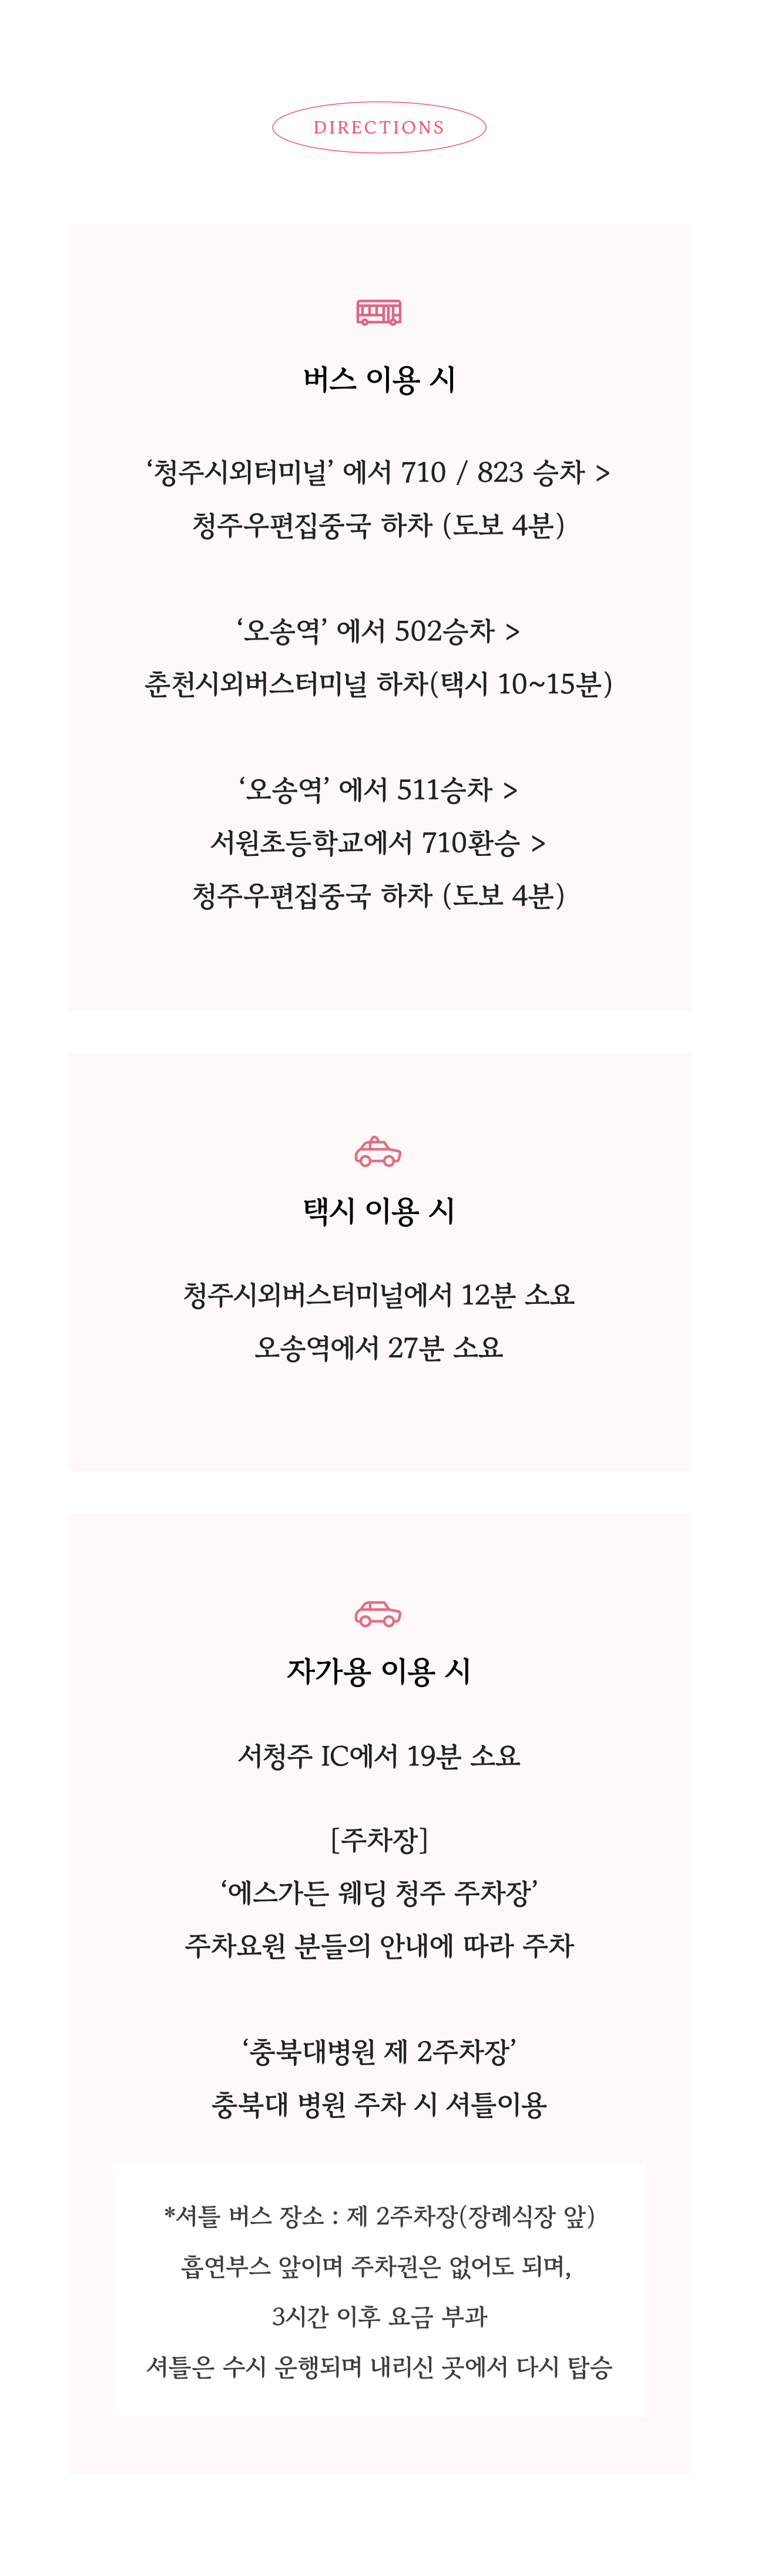 DIRECTIONS
버스 이용 시
‘청주시외터미널’ 에서 710 / 823 승차 >
청주우편집중국 하차 (도보 4분)
‘오송역’ 에서 502승차 >
춘천시외버스터미널 하차(택시 10~15분)
‘오송역’ 에서 511승차 >
서원초등학교에서 710환승 >
청주우편집중국 하차 (도보 4분)
택시 이용 시
청주시외버스터미널에서 12분 소요
오송역에서 27분 소요
자가용 이용 시
서청주 IC에서 19분 소요
[주차장]
‘에스가든 웨딩 청주 주차장’
주차요원 분들의 안내에 따라 주차
‘충북대병원 제 2주차장’
충북대 병원 주차 시 셔틀이용
*셔틀 버스 장소 : 제 2주차장(장례식장 앞)
흡연부스 앞이며 주차권은 없어도 되며,
3시간 이후 요금 부과
셔틀은 수시 운행되며 내리신 곳에서 다시 탑승